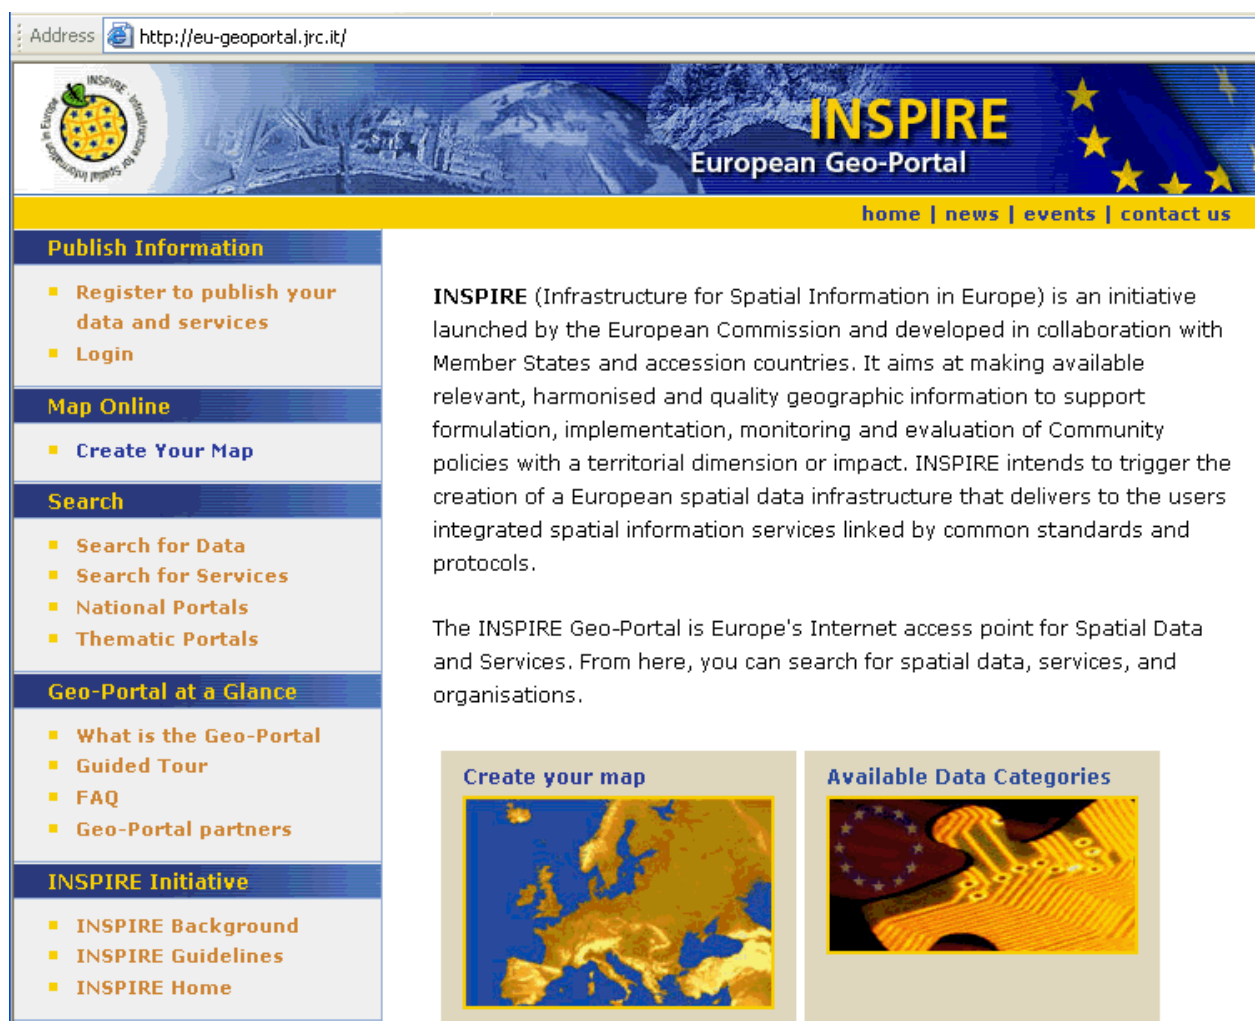 Address http://eu-geoportal.jrc.it/
INSPIRE - Infrastructure for Spatial Information in Europe
INSPIRE
European Geo-Portal
home | news | events | contact us
Publish Information
Register to publish your
data and services
Login
Map Online
Create Your Map
Search
Search for Data
Search for Services
National Portals
Thematic Portals
Geo-Portal at a Glance
What is the Geo-Portal
Guided Tour
FAQ
Geo-Portal partners
INSPIRE Initiative
INSPIRE Background
INSPIRE Guidelines
INSPIRE Home
INSPIRE (Infrastructure for Spatial Information in Europe) is an initiative
launched by the European Commission and developed in collaboration with
Member States and accession countries. It aims at making available
relevant, harmonised and quality geographic information to support
formulation, implementation, monitoring and evaluation of Community
policies with a territorial dimension or impact. INSPIRE intends to trigger the
creation of a European spatial data infrastructure that delivers to the users
integrated spatial information services linked by common standards and
protocols.
The INSPIRE Geo-Portal is Europe's Internet access point for Spatial Data
and Services. From here, you can search for spatial data, services, and
organisations.
Create your map
Available Data Categories